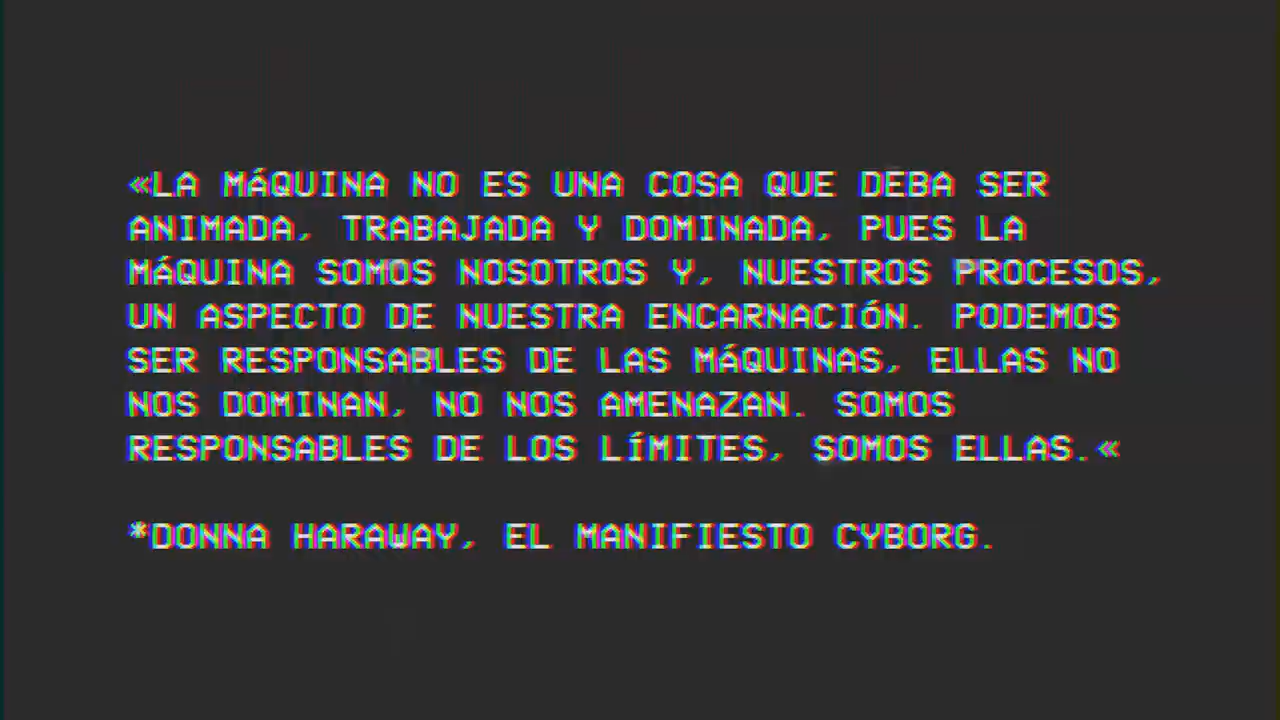 «LA MÁQUINA NO ES UNA COSA QUE DEBA SER
ANIMADA, TRABAJADA Y DOMINADA, PUES LA
MÁQUINA SOMOS NOSOTROS Y, NUESTROS PROCESOS,
UN ASPECTO DE NUESTRA ENCARNACIÓN. PODEMOS
SER RESPONSABLES DE LAS MÁQUINAS, ELLAS NO
NOS DOMINAN, NO NOS AMENAZAN. SOMOS
RESPONSABLES DE LOS LÍMITES, SOMOS ELLAS.«
*DONNA HARAWAY, EL MANIFIESTO CYBORG.